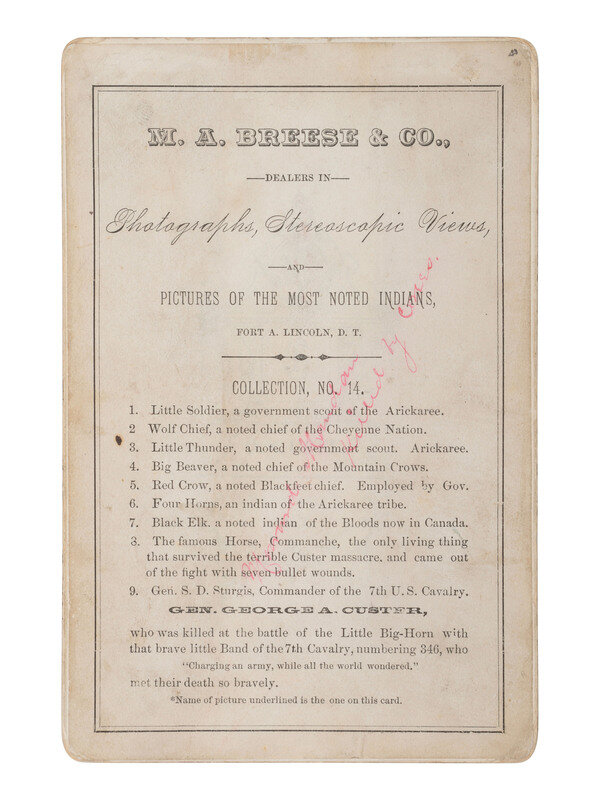 M. A. BREESE & CO.,
—DEALERS IN—
Photographs, Stereoscopic Views,
—AND—
PICTURES OF THE MOST NOTED INDIANS,
FORT A. LINCOLN, D. T.
COLLECTION, NO. 14.
1. Little Soldier, a government scout of the Arickaree.
2 Wolf Chief, a noted chief of the Cheyenne Nation.
3. Little Thunder, a noted government scout. Arickaree.
4. Big Beaver, a noted chief of the Mountain Crows.
5. Red Crow, a noted Blackfeet chief. Employed by Gov.
6. Four Horns, an indian of the Arickaree tribe.
7. Black Elk. a noted indian of the Bloods now in Canada.
3. The famous Horse, Commanche, the only living thing
that survived the terrible Custer massacre, and came out
of the fight with seven bullet wounds.
9. Gen. S. D. Sturgis, Commander of the 7th U. S. Cavalry.
GEN. GEORGE A. CUSTER,
who was killed at the battle of the Little Big-Horn with
that brave little Band of the 7th Cavalry, numbering 346, who
"Charging an army, while all the world wondered,"
met their death so bravely.
*Name of picture underlined is the one on this card.
Killed by Crees.